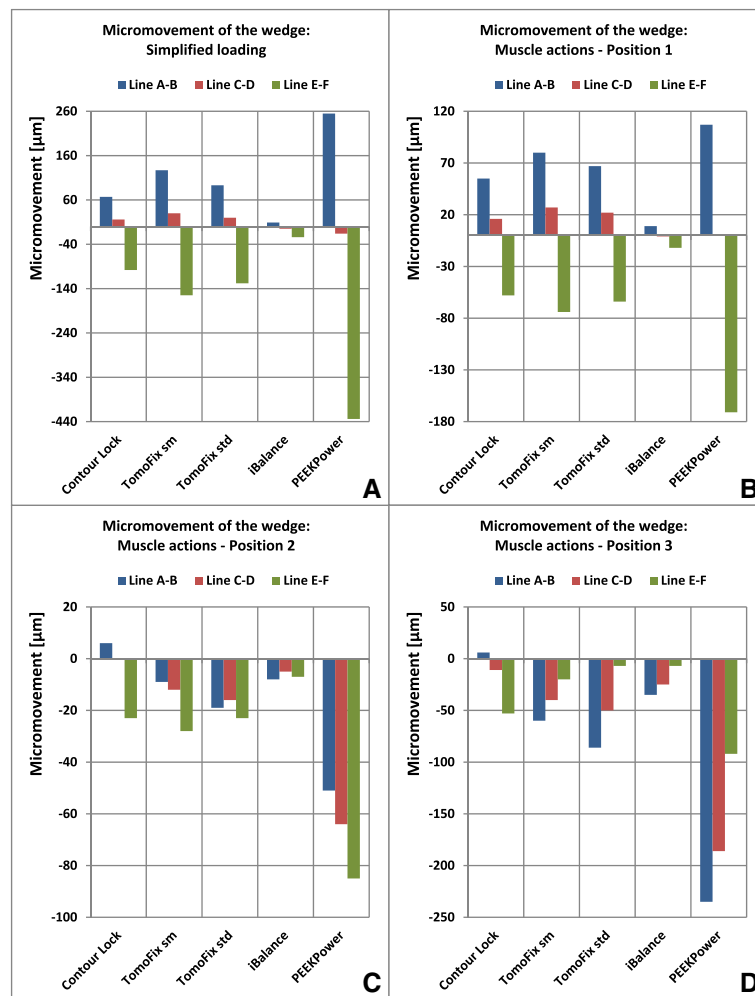 Micromovement of the wedge:
Simplified loading
Line A-B Line C-D Line E-F
Micromovement [µm]
260
160
60
-40
-140
-240
-340
-440
Contour Lock
TomoFix sm
TomoFix std
iBalance
PEEKPower
A
Micromovement of the wedge:
Muscle actions - Position 1
Line A-B Line C-D Line E-F
Micromovement [µm]
120
70
20
-30
-80
-130
-180
Contour Lock
TomoFix sm
TomoFix std
iBalance
PEEKPower
B
Micromovement of the wedge:
Muscle actions - Position 2
Line A-B Line C-D Line E-F
Micromovement [µm]
20
0
-20
-40
-60
-80
-100
Contour Lock
TomoFix sm
TomoFix std
iBalance
PEEKPower
C
Micromovement of the wedge:
Muscle actions - Position 3
Line A-B Line C-D Line E-F
Micromovement [µm]
50
0
-50
-100
-150
-200
-250
Contour Lock
TomoFix sm
TomoFix std
iBalance
PEEKPower
D